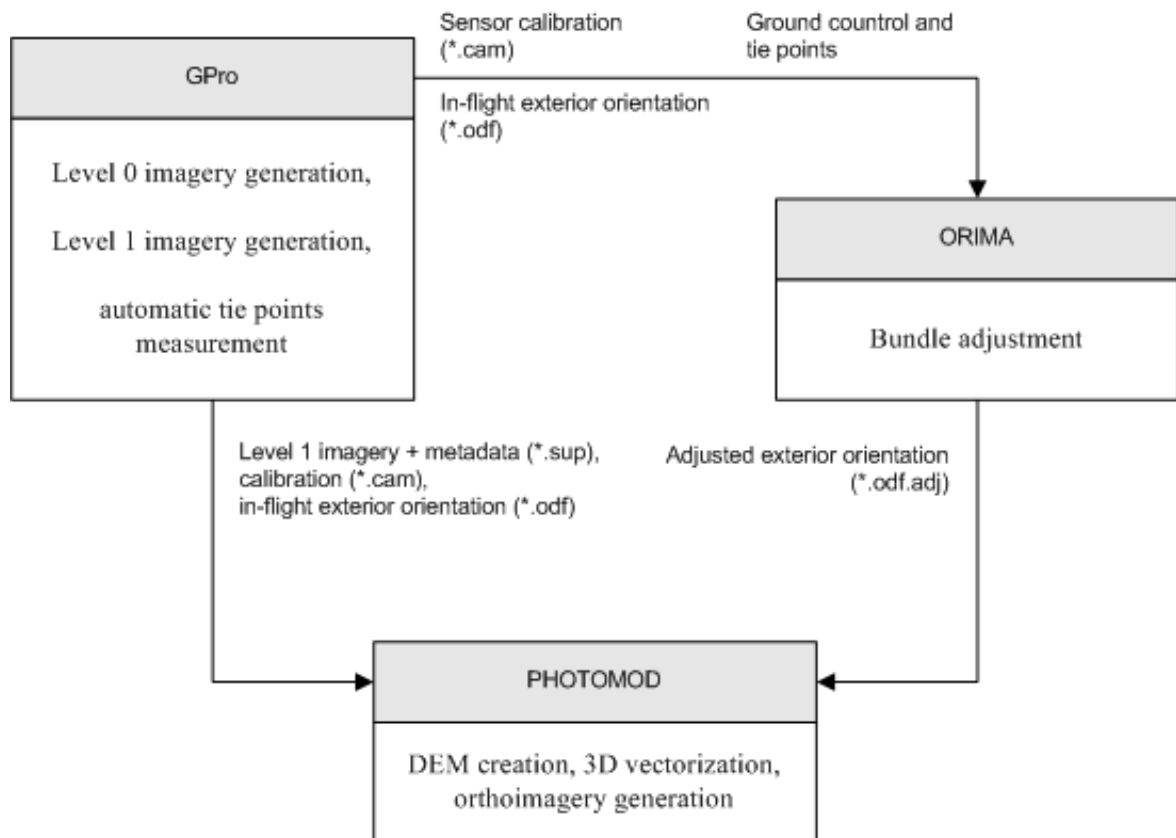 Sensor calibration
(*.cam)
Ground countrol and
tie points
GPro
In-flight exterior orientation
(*.odf)
Level 0 imagery generation,
Level 1 imagery generation,
automatic tie points
measurement
ORIMA
Bundle adjustment
Level 1 imagery + metadata (*.sup),
calibration (*.cam),
in-flight exterior orientation (*.odf)
Adjusted exterior orientation
(*.odf.adj)
PHOTOMOD
DEM creation, 3D vectorization,
orthoimagery generation